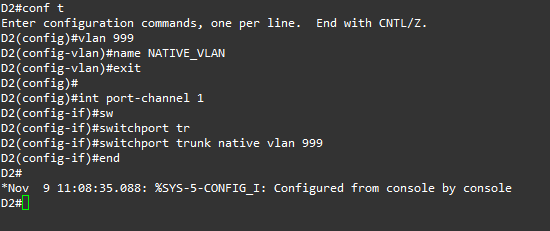 D2#conf t
Enter configuration commands, one per line.  End with CNTL/Z.
D2(config)#vlan 999
D2(config-vlan)#name NATIVE_VLAN
D2(config-vlan)#exit
D2(config)#
D2(config)#int port-channel 1
D2(config-if)#sw
D2(config-if)#switchport tr
D2(config-if)#switchport trunk native vlan 999
D2(config-if)#end
D2#
*Nov  9 11:08:35.088: %SYS-5-CONFIG_I: Configured from console by console
D2#